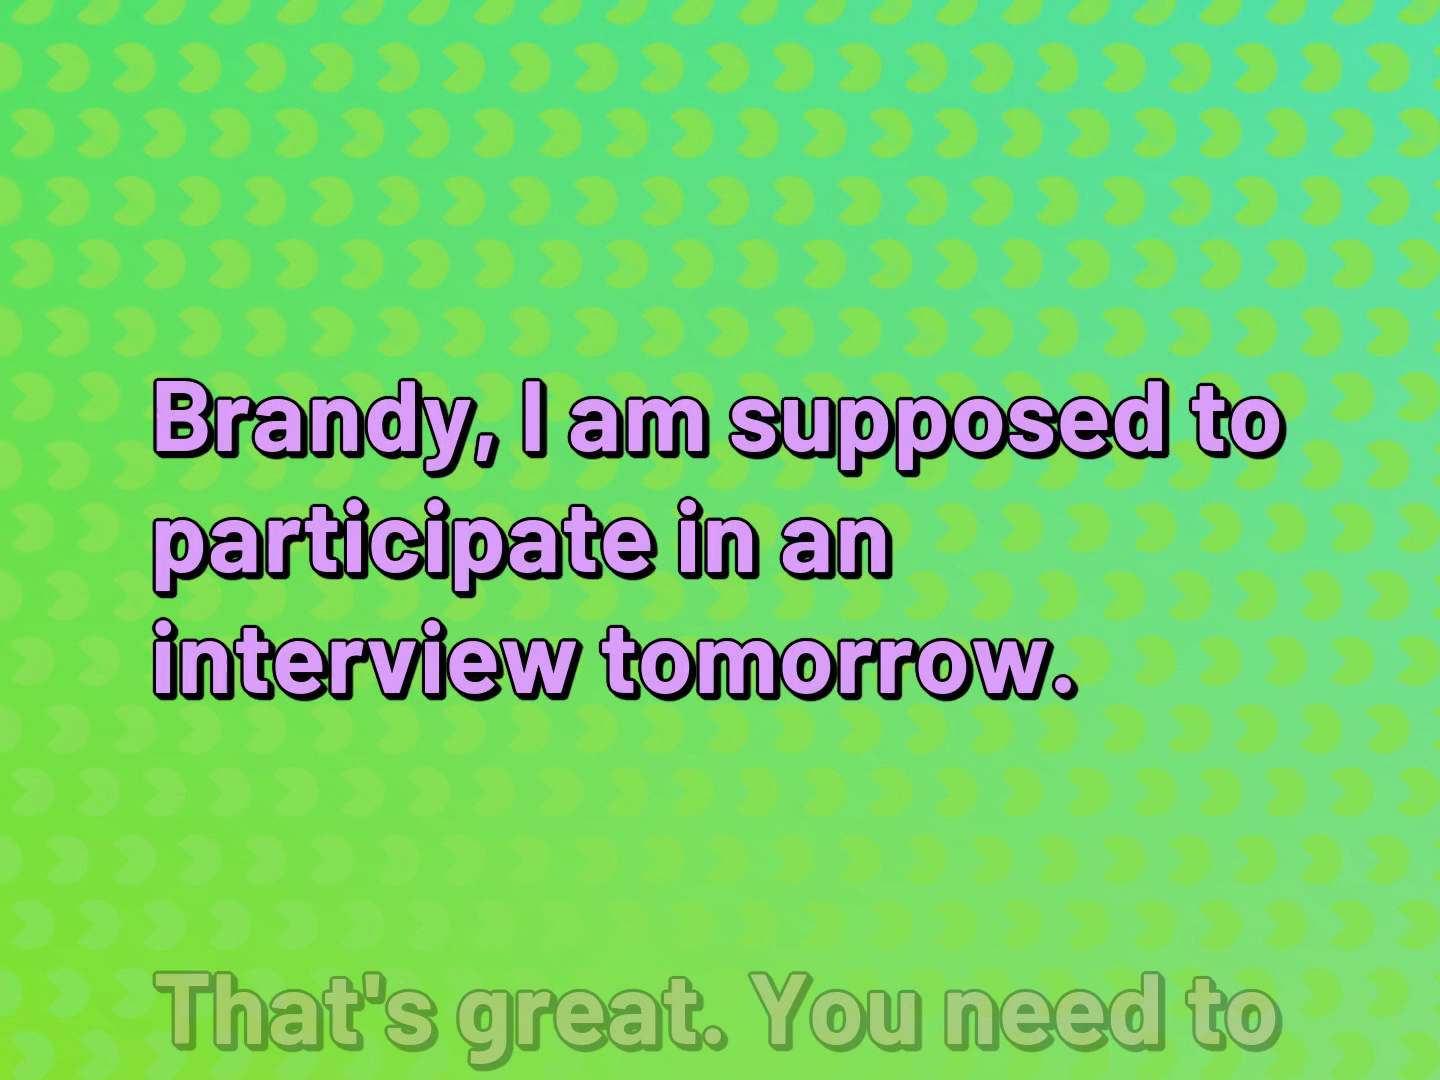 Brandy, I am supposed to
participate in an
interview tomorrow.
That's great. You need to